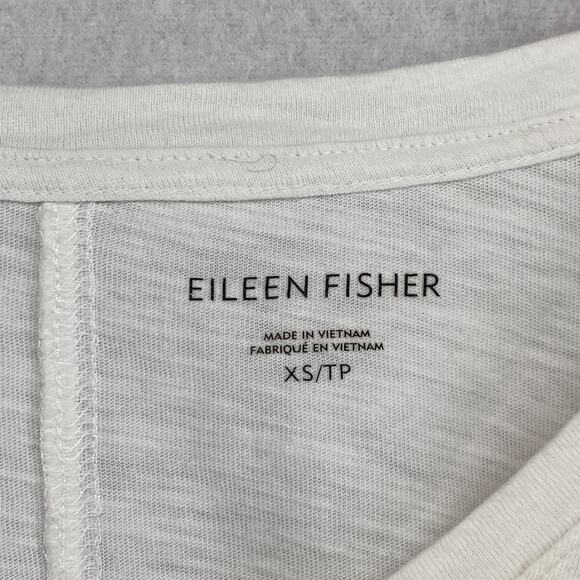 EILEEN FISHER
MADE IN VIETNAM
FABRIQUÉ EN VIETNAM
XS/TP